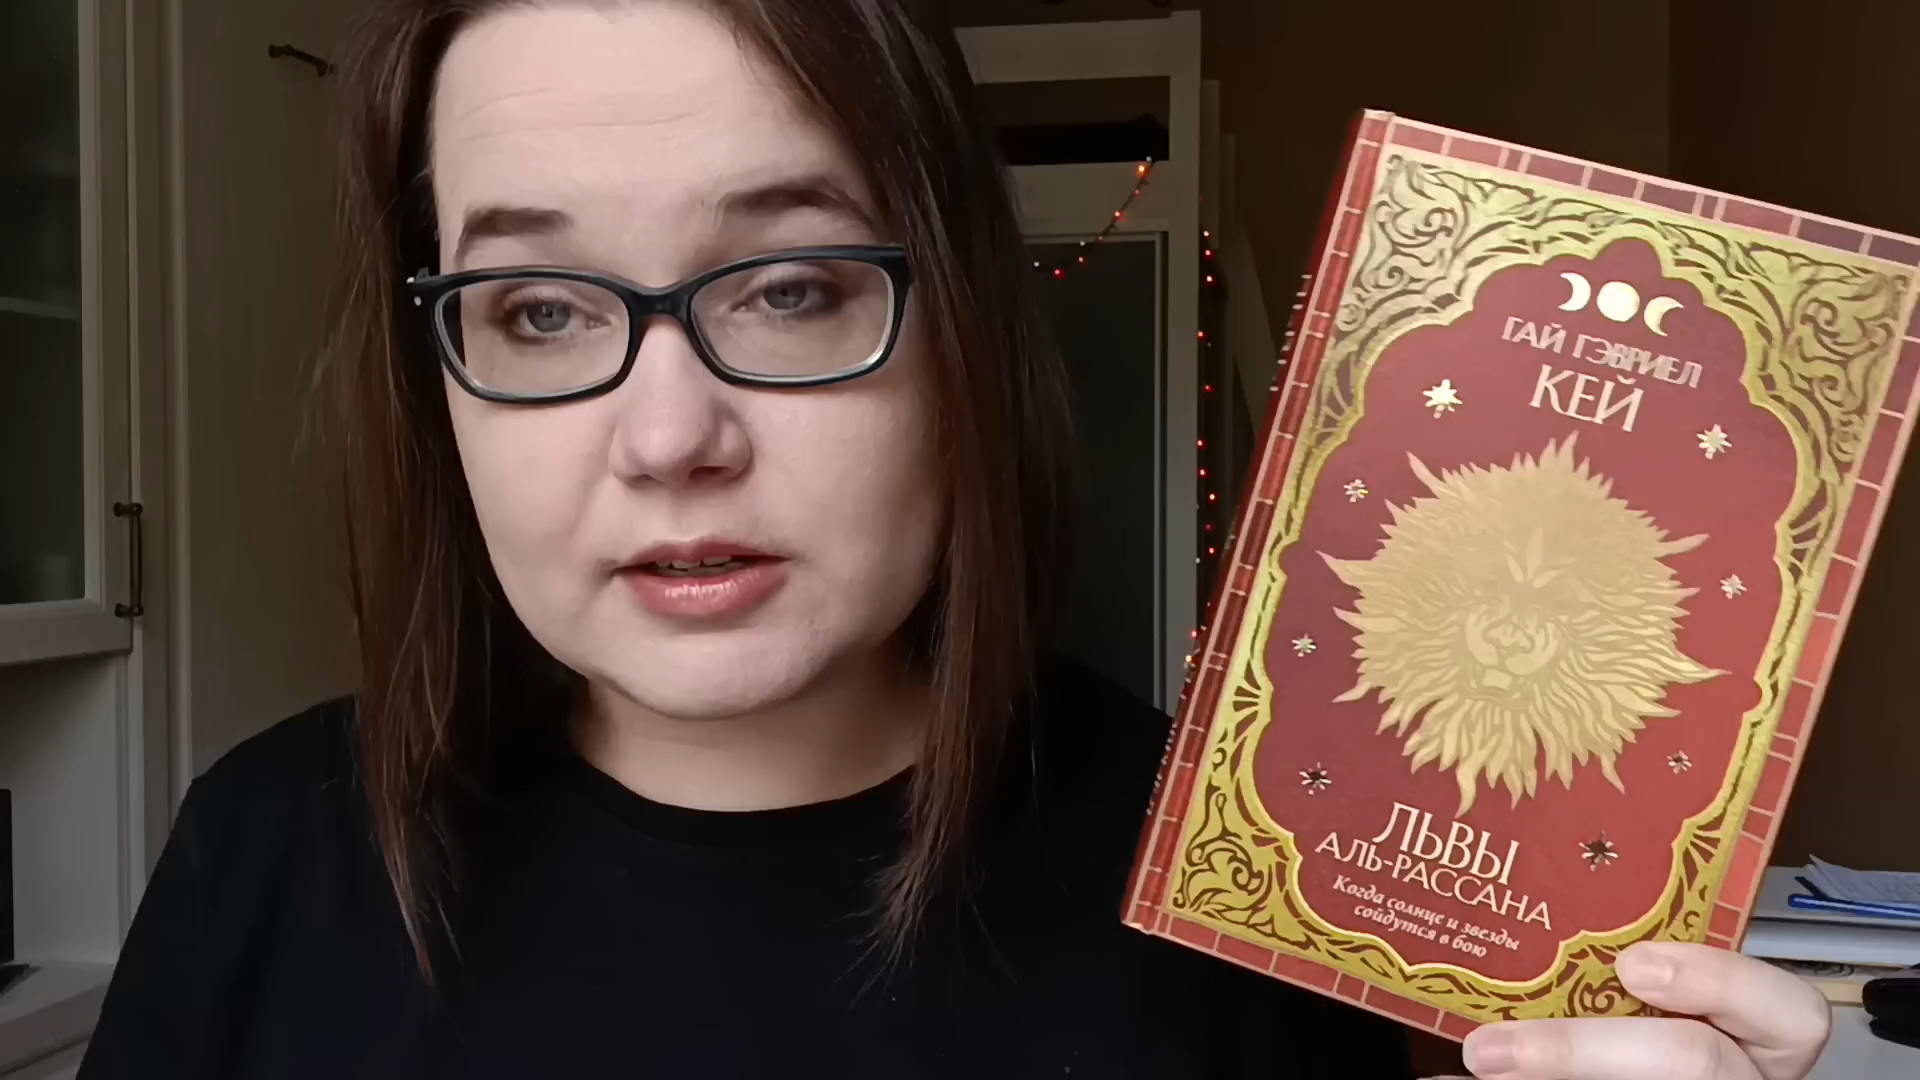 ГАЙ ГЭВРИЕЛ
КЕЙ
ЛЬВЫ
АЛЬ-РАССАНА
Когда солнце и звезды
сойдутся в бою